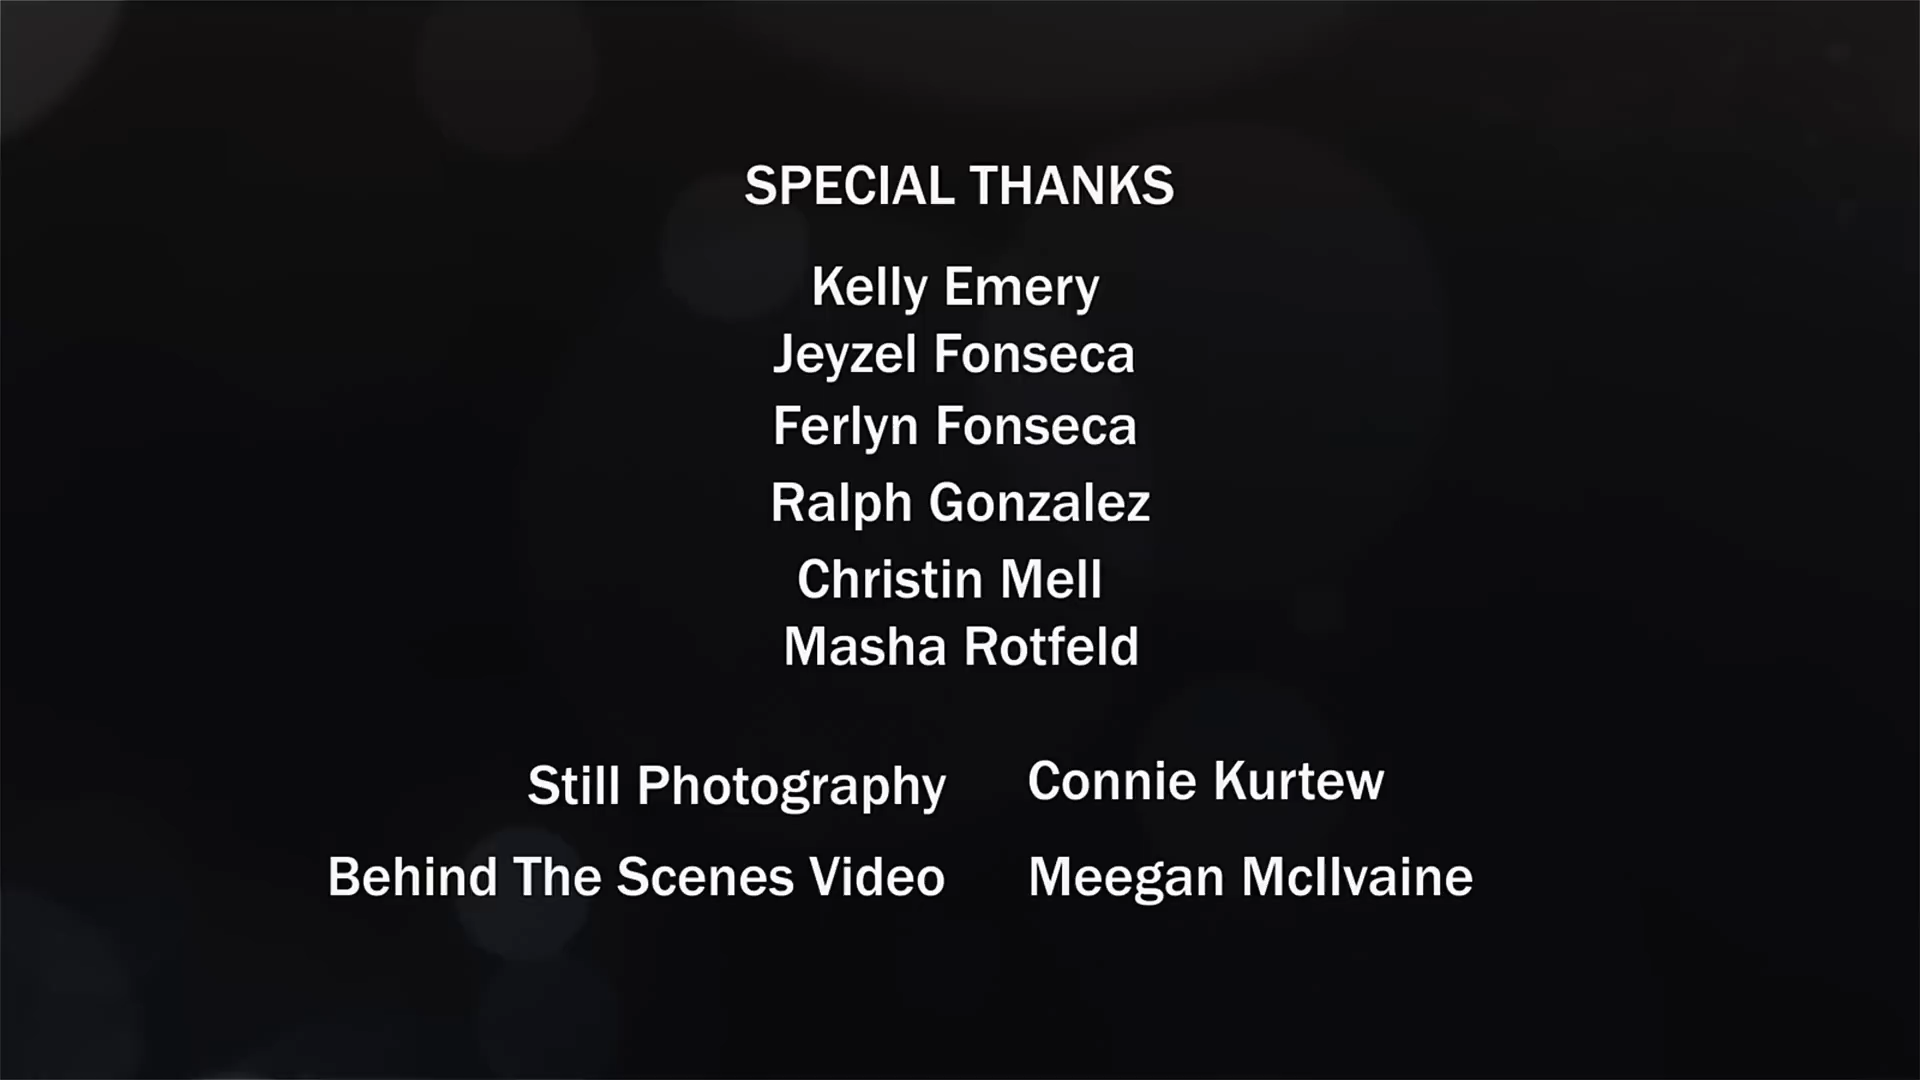 SPECIAL THANKS
Kelly Emery
Jeyzel Fonseca
Ferlyn Fonseca
Ralph Gonzalez
Christin Mell
Masha Rotfeld
Still Photography Connie Kurtew
Behind The Scenes Video Meegan McIlvaine